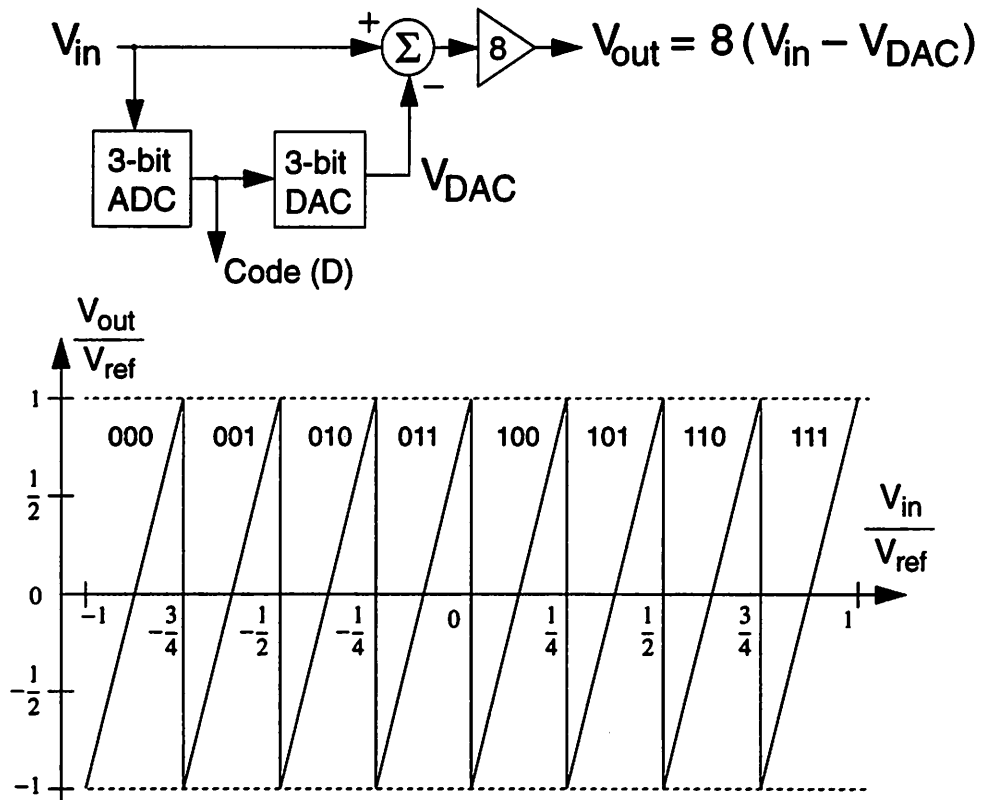 V_in + Σ − 8 V_out = 8 ( V_in − V_DAC )
3-bit ADC
3-bit DAC
V_DAC
Code (D)
V_out / V_ref
1
000 001 010 011 100 101 110 111
1/2
V_in / V_ref
0
−1 −3/4 −1/2 −1/4 0 1/4 1/2 3/4 1
−1/2
−1